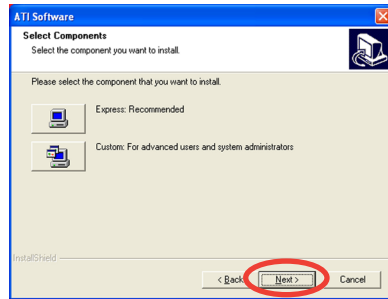 ATI Software
Select Components
Select the component you want to install.
Please select the component that you want to install.
Express: Recommended
Custom: For advanced users and system administrators
InstallShield
< Back Next > Cancel